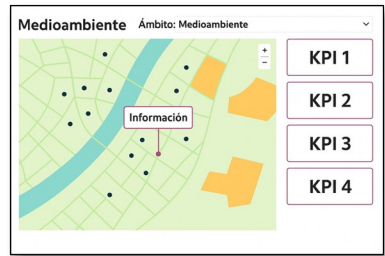 Medioambiente Ámbito: Medioambiente
+
-
Información
KPI 1
KPI 2
KPI 3
KPI 4